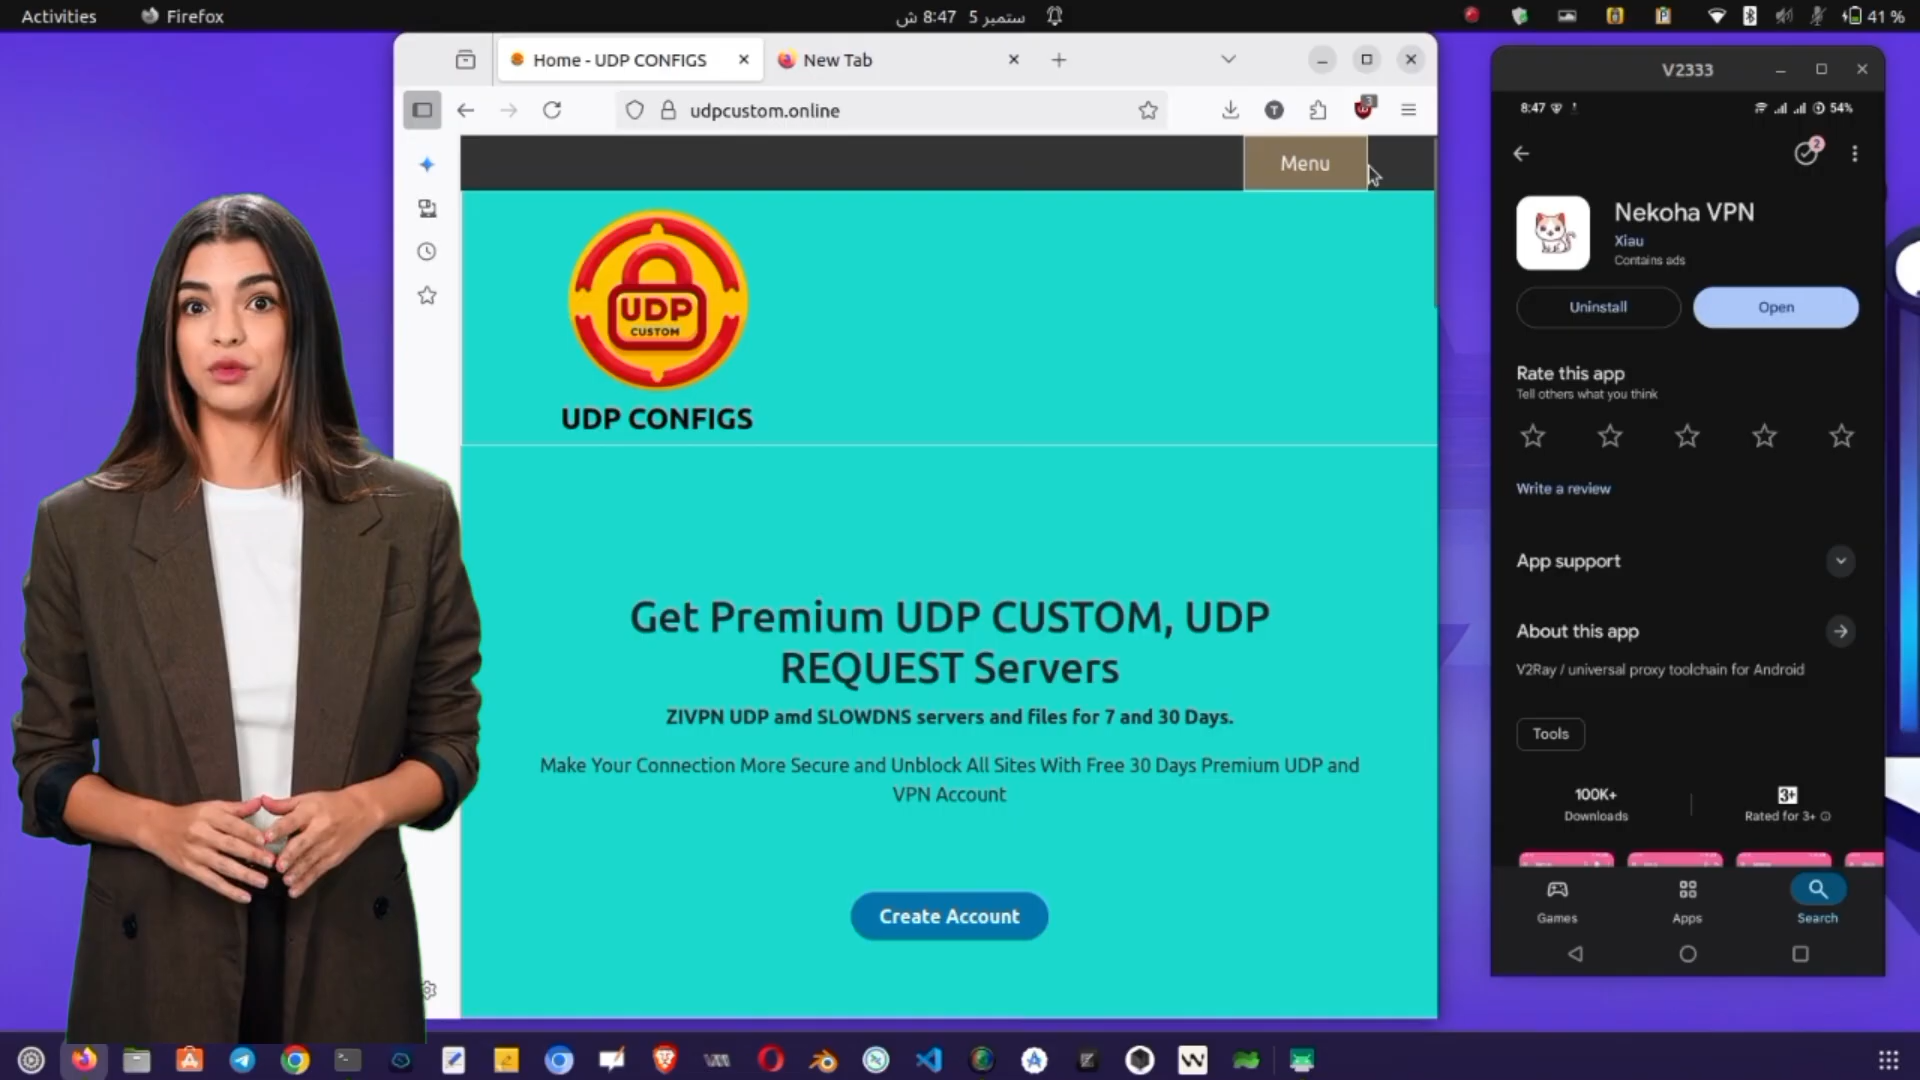 Activities
Firefox
ستمبر 5 8:47 ش
41 %
Home - UDP CONFIGS
New Tab
udpcustom.online
3
Menu
UDP
CUSTOM
UDP CONFIGS
Get Premium UDP CUSTOM, UDP
REQUEST Servers
ZIVPN UDP amd SLOWDNS servers and files for 7 and 30 Days.
Make Your Connection More Secure and Unblock All Sites With Free 30 Days Premium UDP and
VPN Account
Create Account
V2333
8:47
54%
2
Nekoha VPN
Xiau
Contains ads
Uninstall
Open
Rate this app
Tell others what you think
Write a review
App support
About this app
V2Ray / universal proxy toolchain for Android
Tools
100K+
Downloads
3+
Rated for 3+
Games
Apps
Search